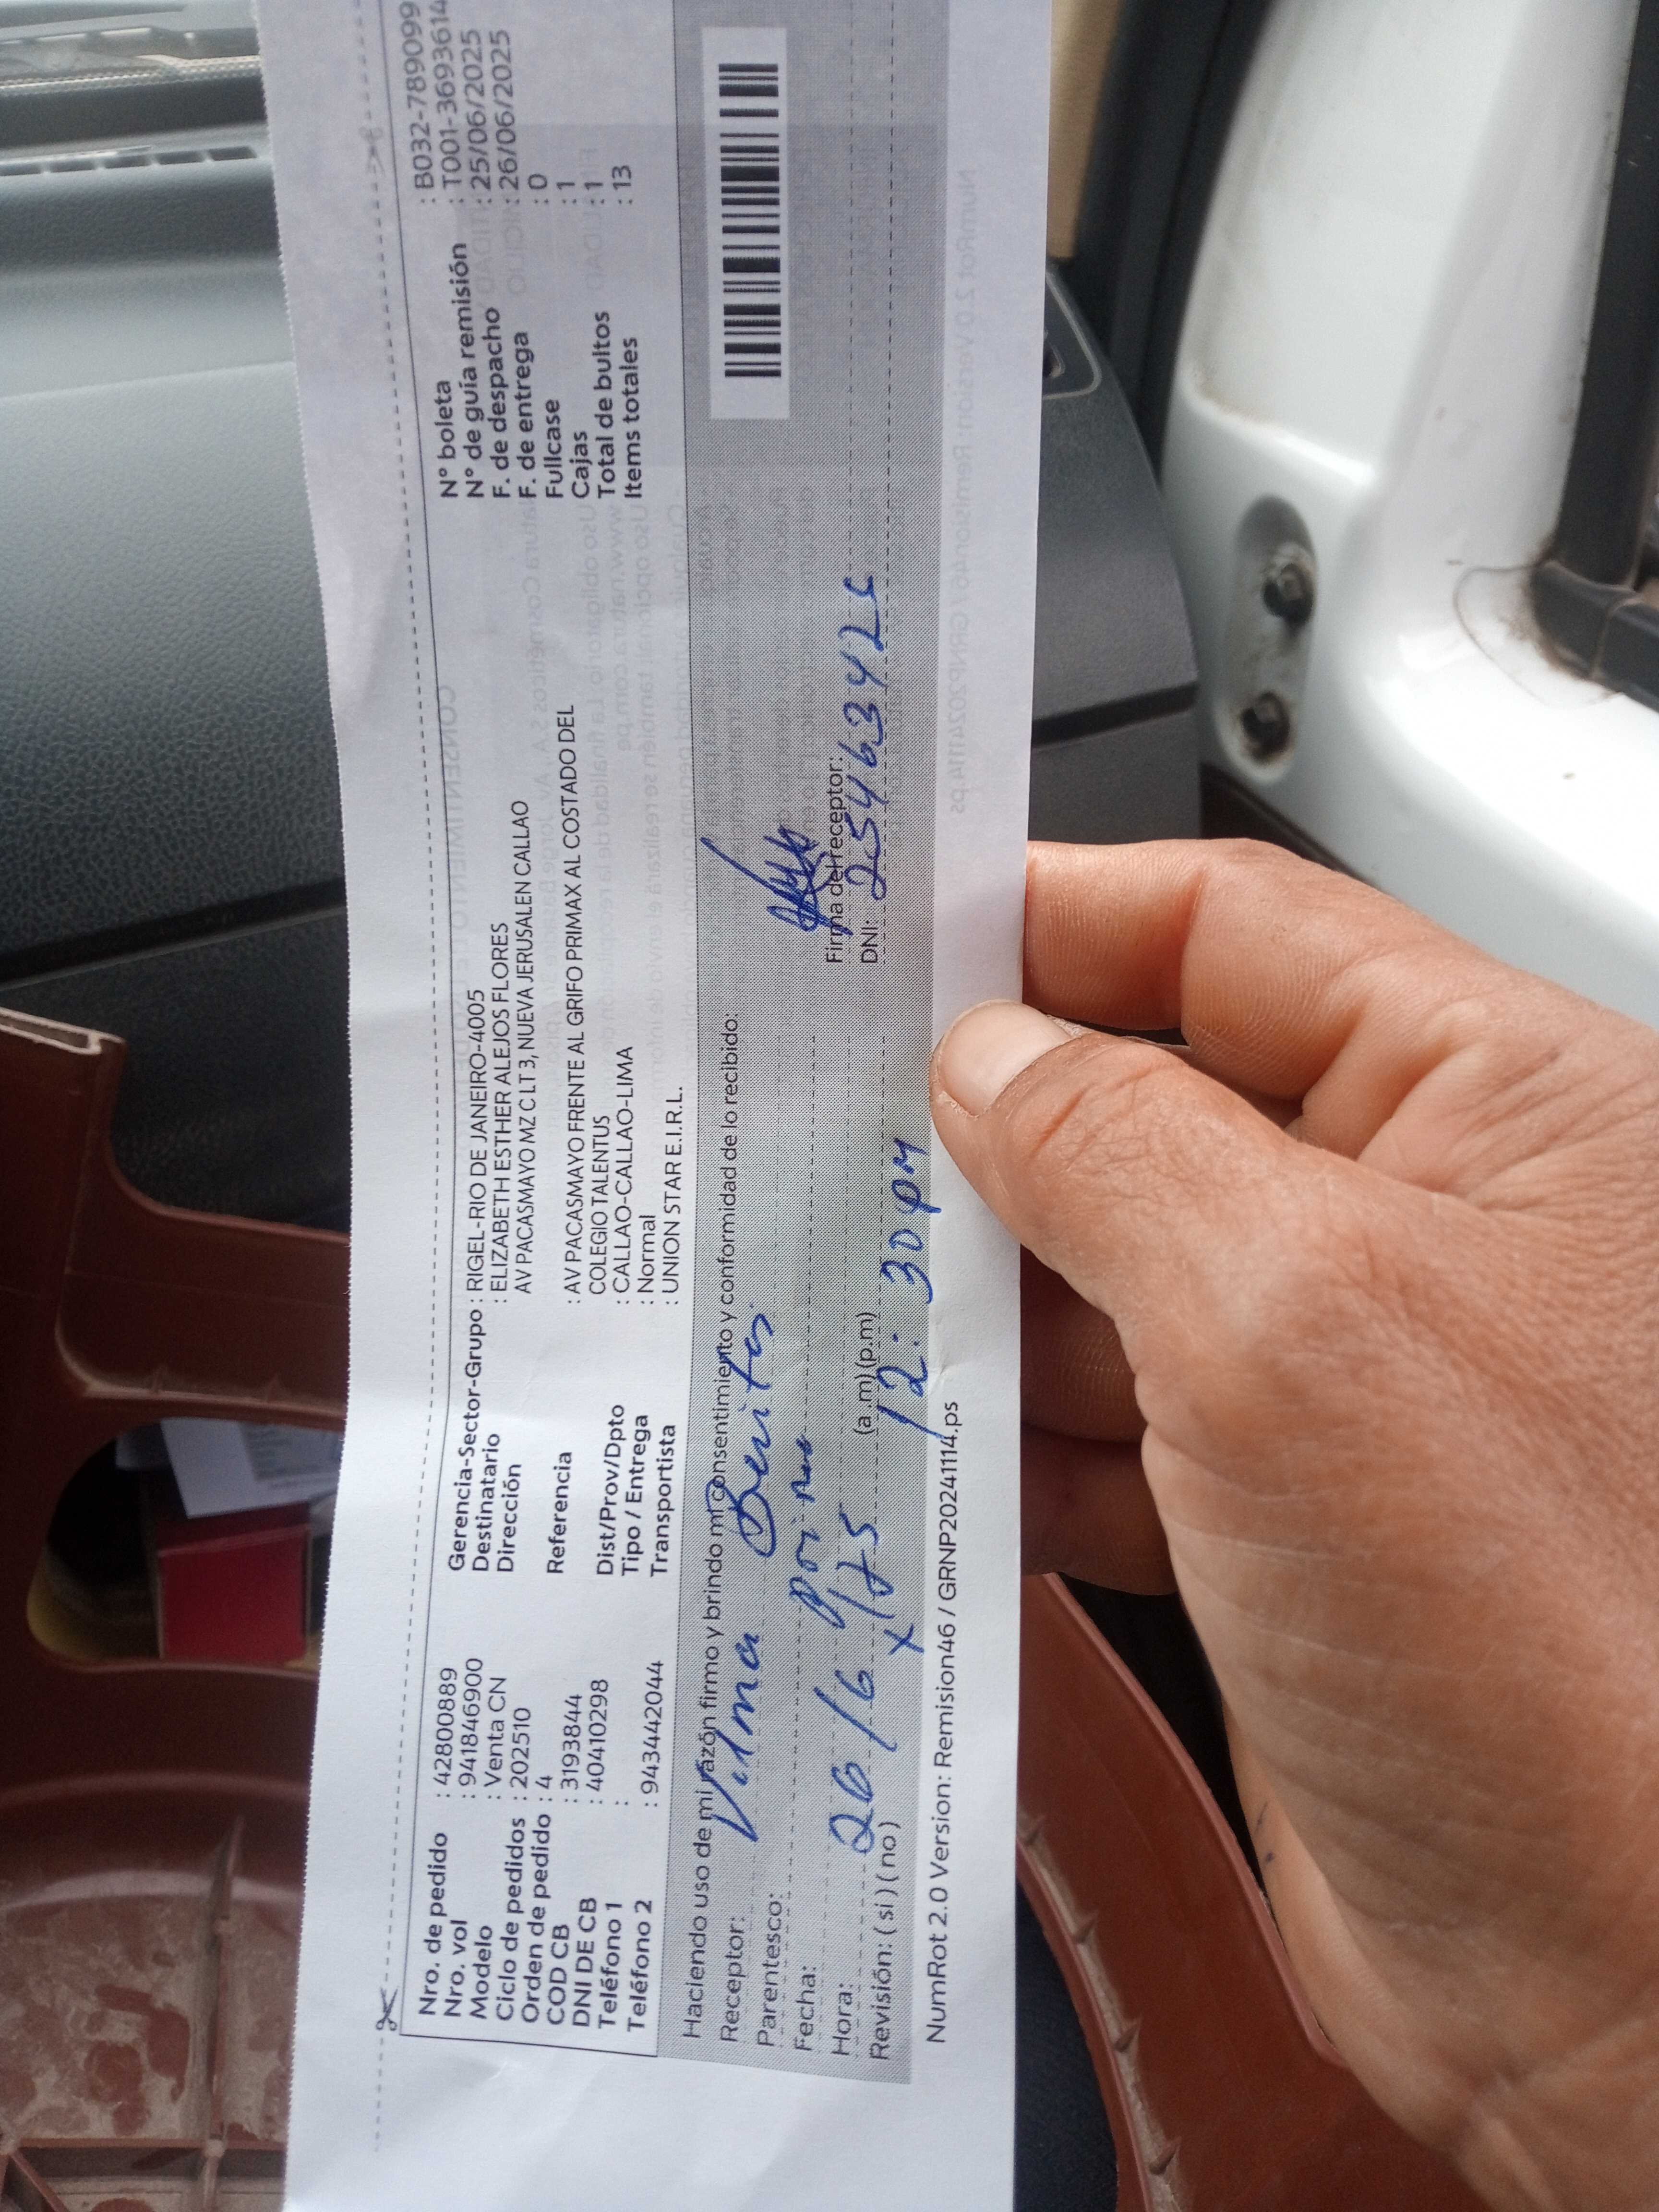 Nro. de pedido : 42800889
Nro. vol : 941846900
Modelo : Venta CN
Ciclo de pedidos : 202510
Orden de pedido : 4
COD CB : 3193844
DNI DE CB : 40410298
Teléfono 1 :
Teléfono 2 : 943442044
Gerencia-Sector-Grupo : RIGEL-RIO DE JANEIRO-4005
Destinatario : ELIZABETH ESTHER ALEJOS FLORES
Dirección AV PACASMAYO MZ C LT 3, NUEVA JERUSALEN CALLAO
Referencia : AV PACASMAYO FRENTE AL GRIFO PRIMAX AL COSTADO DEL
COLEGIO TALENTUS
Dist/Prov/Dpto : CALLAO-CALLAO-LIMA
Tipo / Entrega : Normal
Transportista : UNION STAR E.I.R.L.
N° boleta : B032-789099
N° de guía remisión : T001-3693614
F. de despacho : 25/06/2025
F. de entrega : 26/06/2025
Fullcase : 0
Cajas : 1
Total de bultos : 1
Items totales : 13
Haciendo uso de mi razón firmo y brindo mi consentimiento y conformidad de lo recibido:
Receptor: Benites
Parentesco:
Fecha: 26/6
Hora: (a .m) (p.m) 12:30 pm
Revisión: ( si ) ( no ) x
Firma del receptor:
DNI:
NumRot 2.0 Version: Remision46 / GRNP20241114.ps